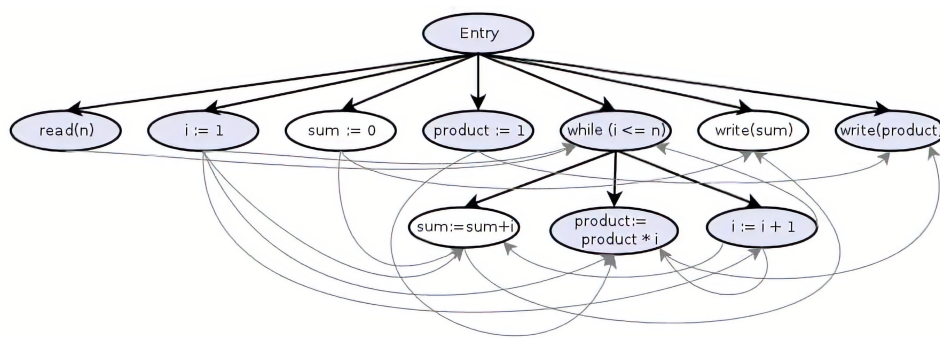 Entry
read(n)
i := 1
sum := 0
product := 1
while (i <= n)
write(sum)
write(product)
sum:=sum+i
product:=
product * i
i := i + 1